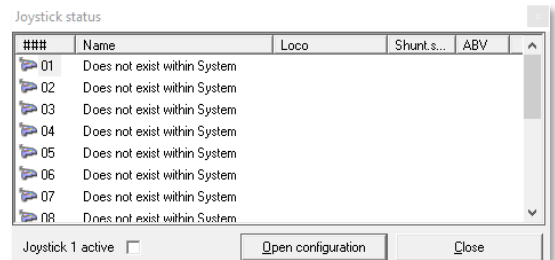 Joystick status
### Name Loco Shunt.s... ABV
01 Does not exist within System
02 Does not exist within System
03 Does not exist within System
04 Does not exist within System
05 Does not exist within System
06 Does not exist within System
07 Does not exist within System
08 Does not exist within System
Joystick 1 active Open configuration Close